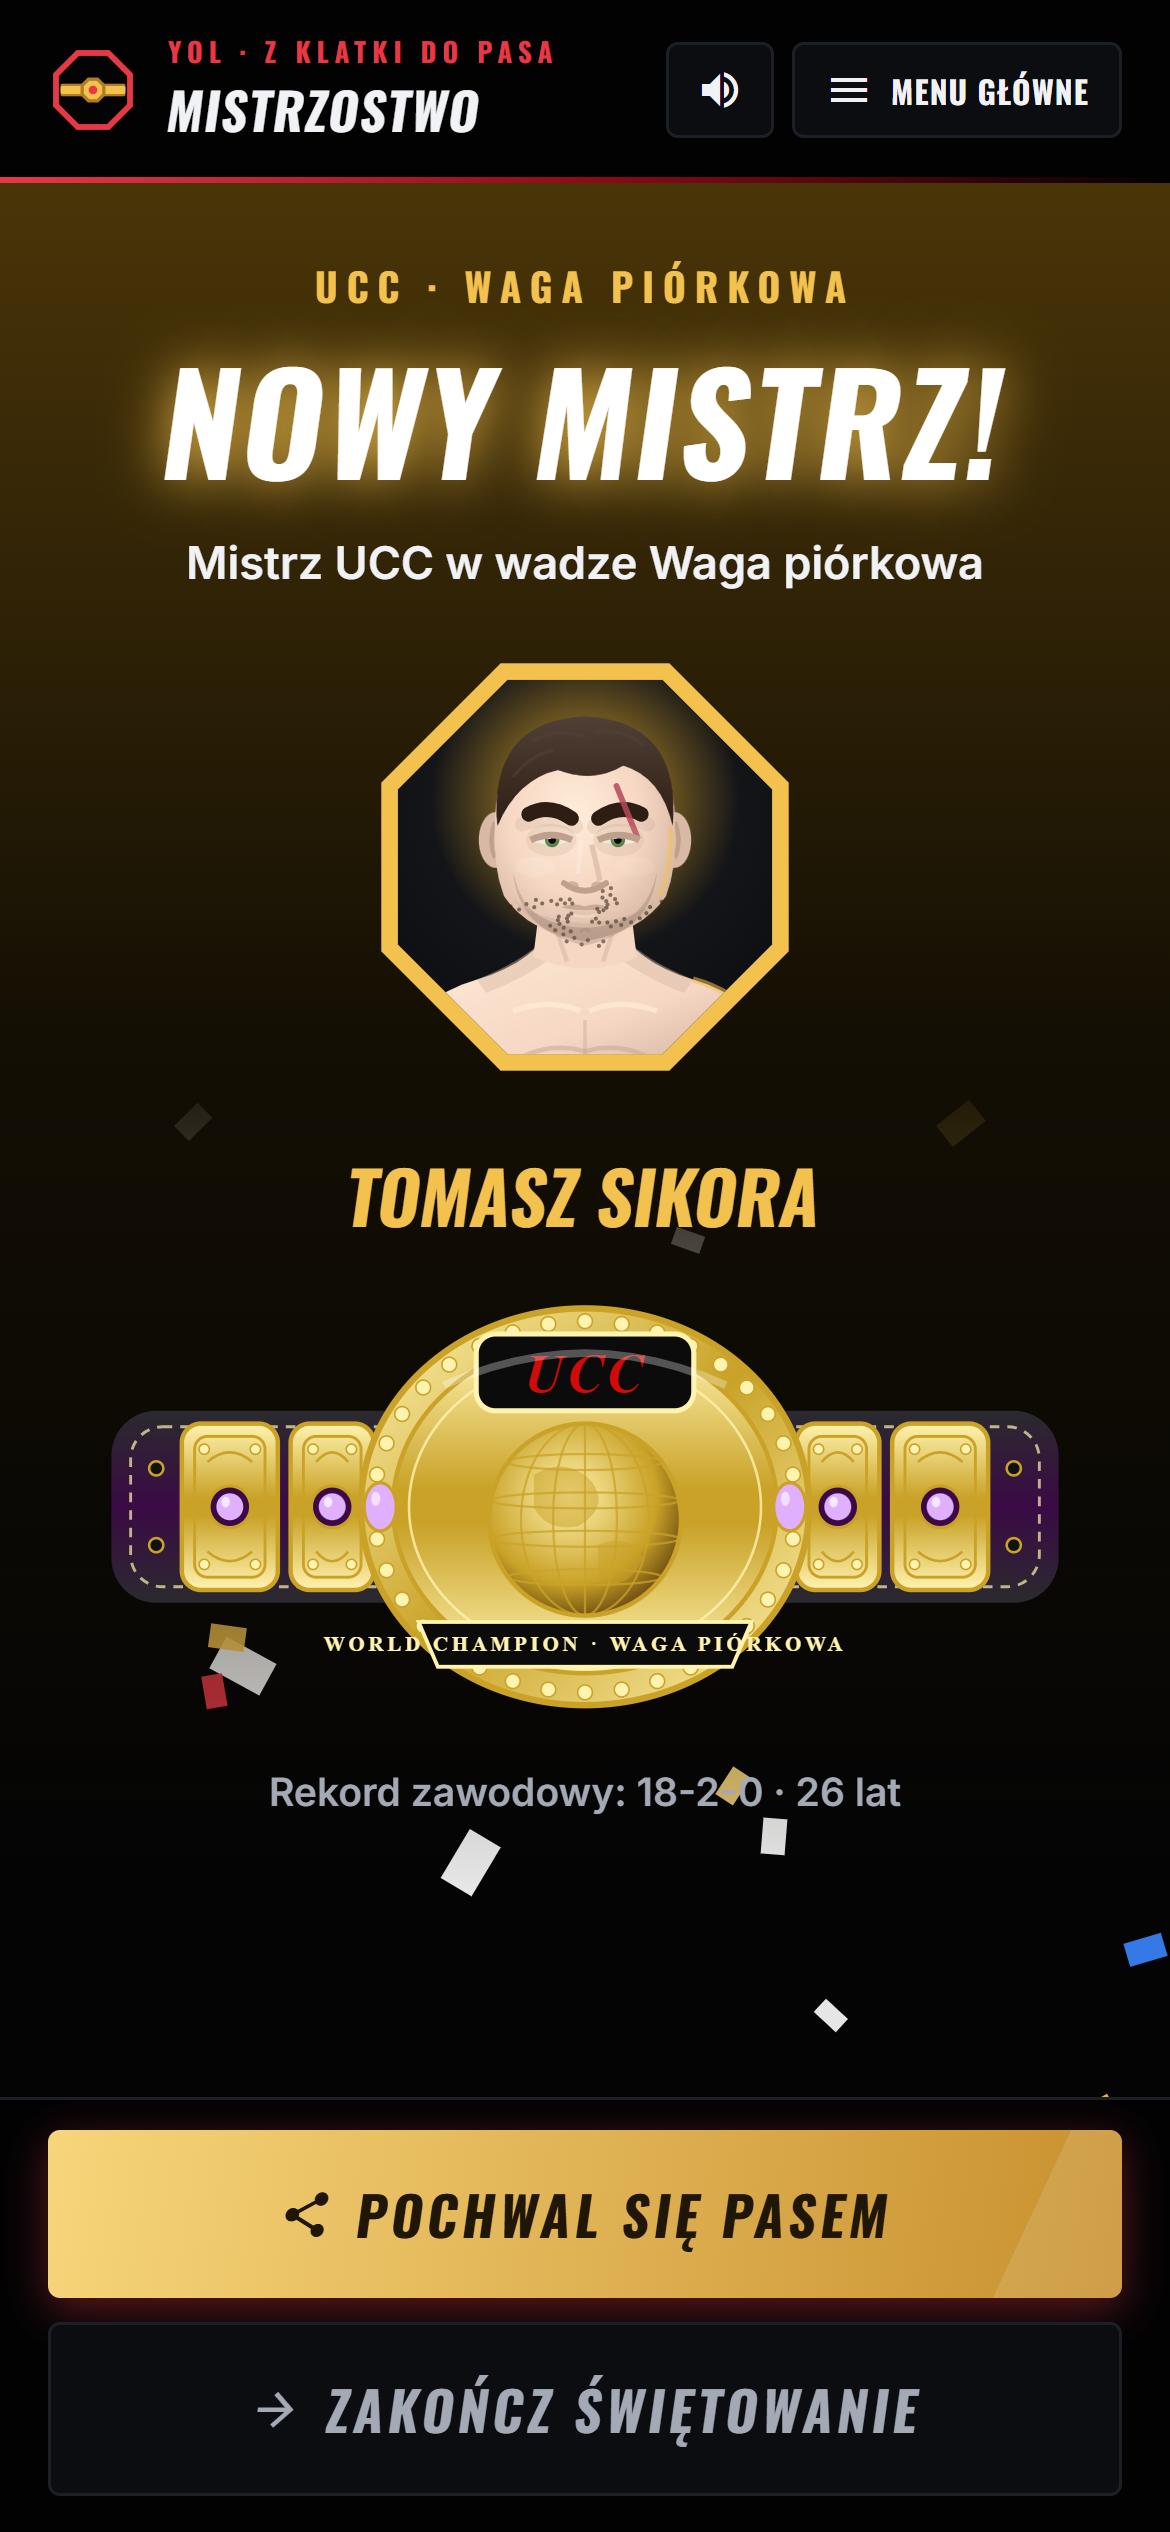 YOL · Z KLATKI DO PASA
MISTRZOSTWO
MENU GŁÓWNE
UCC · WAGA PIÓRKOWA
NOWY MISTRZ!
Mistrz UCC w wadze Waga piórkowa
TOMASZ SIKORA
UCC
WORLD CHAMPION · WAGA PIÓRKOWA
Rekord zawodowy: 18-2-0 · 26 lat
POCHWAL SIĘ PASEM
ZAKOŃCZ ŚWIĘTOWANIE